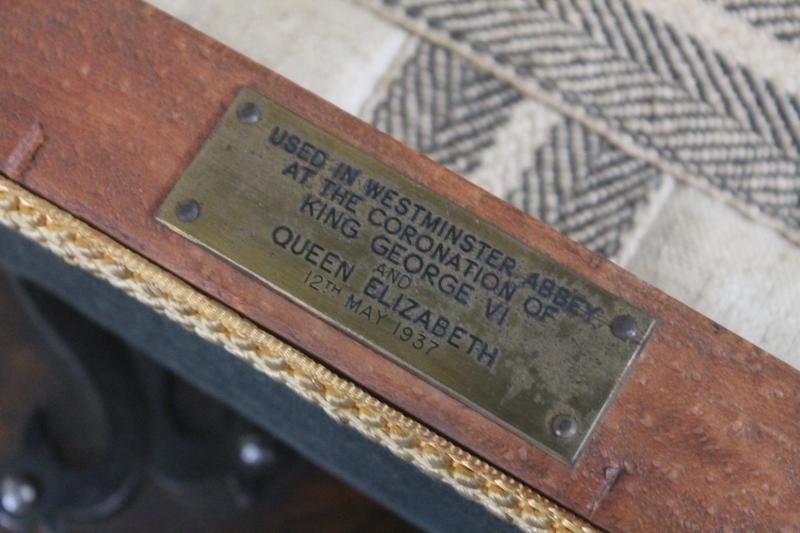 USED IN WESTMINSTER ABBEY
AT THE CORONATION OF
KING GEORGE VI
AND
QUEEN ELIZABETH
12TH MAY 1937